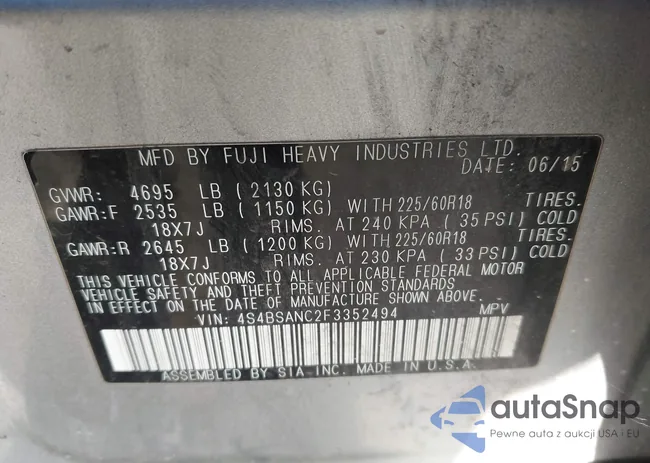 MFD BY FUJI HEAVY INDUSTRIES LTD.
DATE: 06/15
GVWR: 4695 LB (2130 KG)
GAWR:F 2535 LB (1150 KG) WITH 225/60R18 TIRES.
18X7J RIMS. AT 240 KPA (35 PSI) COLD
GAWR:R 2645 LB (1200 KG) WITH 225/60R18 TIRES.
18X7J RIMS. AT 230 KPA (33 PSI) COLD
THIS VEHICLE CONFORMS TO ALL APPLICABLE FEDERAL MOTOR
VEHICLE SAFETY AND THEFT PREVENTION STANDARDS
IN EFFECT ON THE DATE OF MANUFACTURE SHOWN ABOVE.
VIN: 4S4BSANC2F3352494 MPV
ASSEMBLED BY SIA INC. MADE IN U.S.A.
autaSnap
Pewne auta z aukcji USA i EU